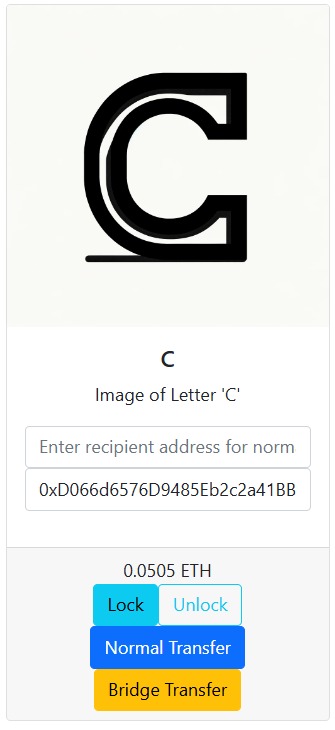 C
C
Image of Letter 'C'
Enter recipient address for norm
0xD066d6576D9485Eb2c2a41BB
0.0505 ETH
Lock Unlock
Normal Transfer
Bridge Transfer